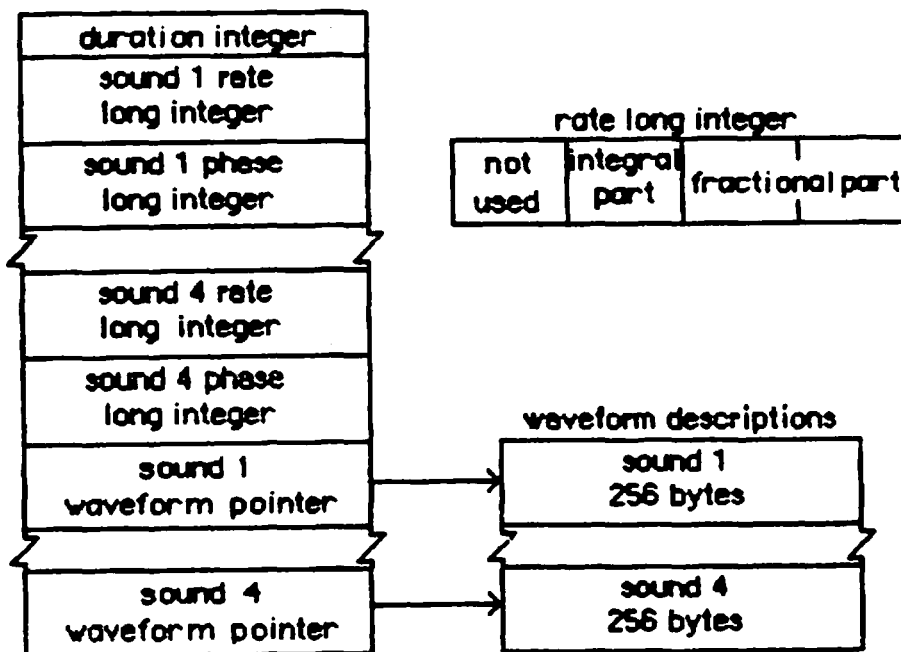 duration integer
sound 1 rate
long integer
sound 1 phase
long integer
sound 4 rate
long integer
sound 4 phase
long integer
sound 1
waveform pointer
sound 4
waveform pointer
rate long integer
not
used
integral
part
fractional part
waveform descriptions
sound 1
256 bytes
sound 4
256 bytes